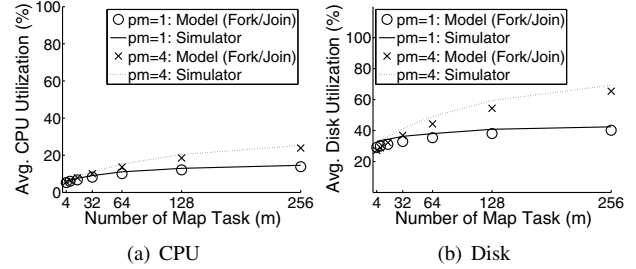 Avg. CPU Utilization (%)
100
80
60
40
20
0
pm=1: Model (Fork/Join)
pm=1: Simulator
pm=4: Model (Fork/Join)
pm=4: Simulator
4 32 64 128 256
Number of Map Task (m)
(a) CPU
Avg. Disk Utilization (%)
100
80
60
40
20
pm=1: Model (Fork/Join)
pm=1: Simulator
pm=4: Model (Fork/Join)
pm=4: Simulator
4 32 64 128 256
Number of Map Task (m)
(b) Disk